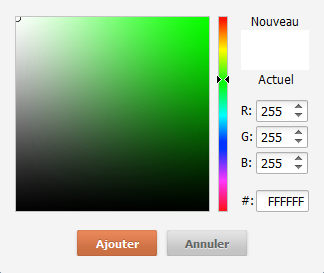 Nouveau
Actuel
R: 255
G: 255
B: 255
#: FFFFFF
Ajouter Annuler